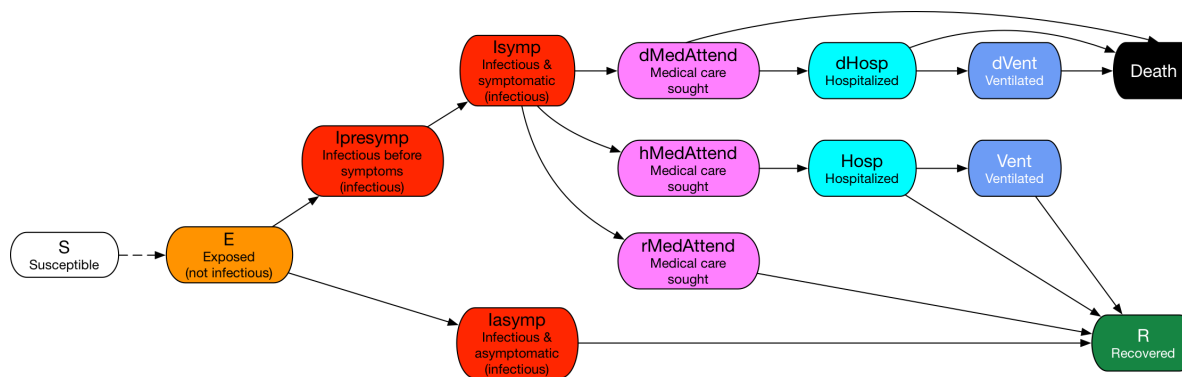 S
Susceptible
E
Exposed
(not infectious)
Ipresymp
Infectious before
symptoms
(infectious)
Isymp
Infectious &
symptomatic
(infectious)
Iasymp
Infectious &
asymptomatic
(infectious)
dMedAttend
Medical care
sought
dHosp
Hospitalized
dVent
Ventilated
Death
hMedAttend
Medical care
sought
Hosp
Hospitalized
Vent
Ventilated
rMedAttend
Medical care
sought
R
Recovered